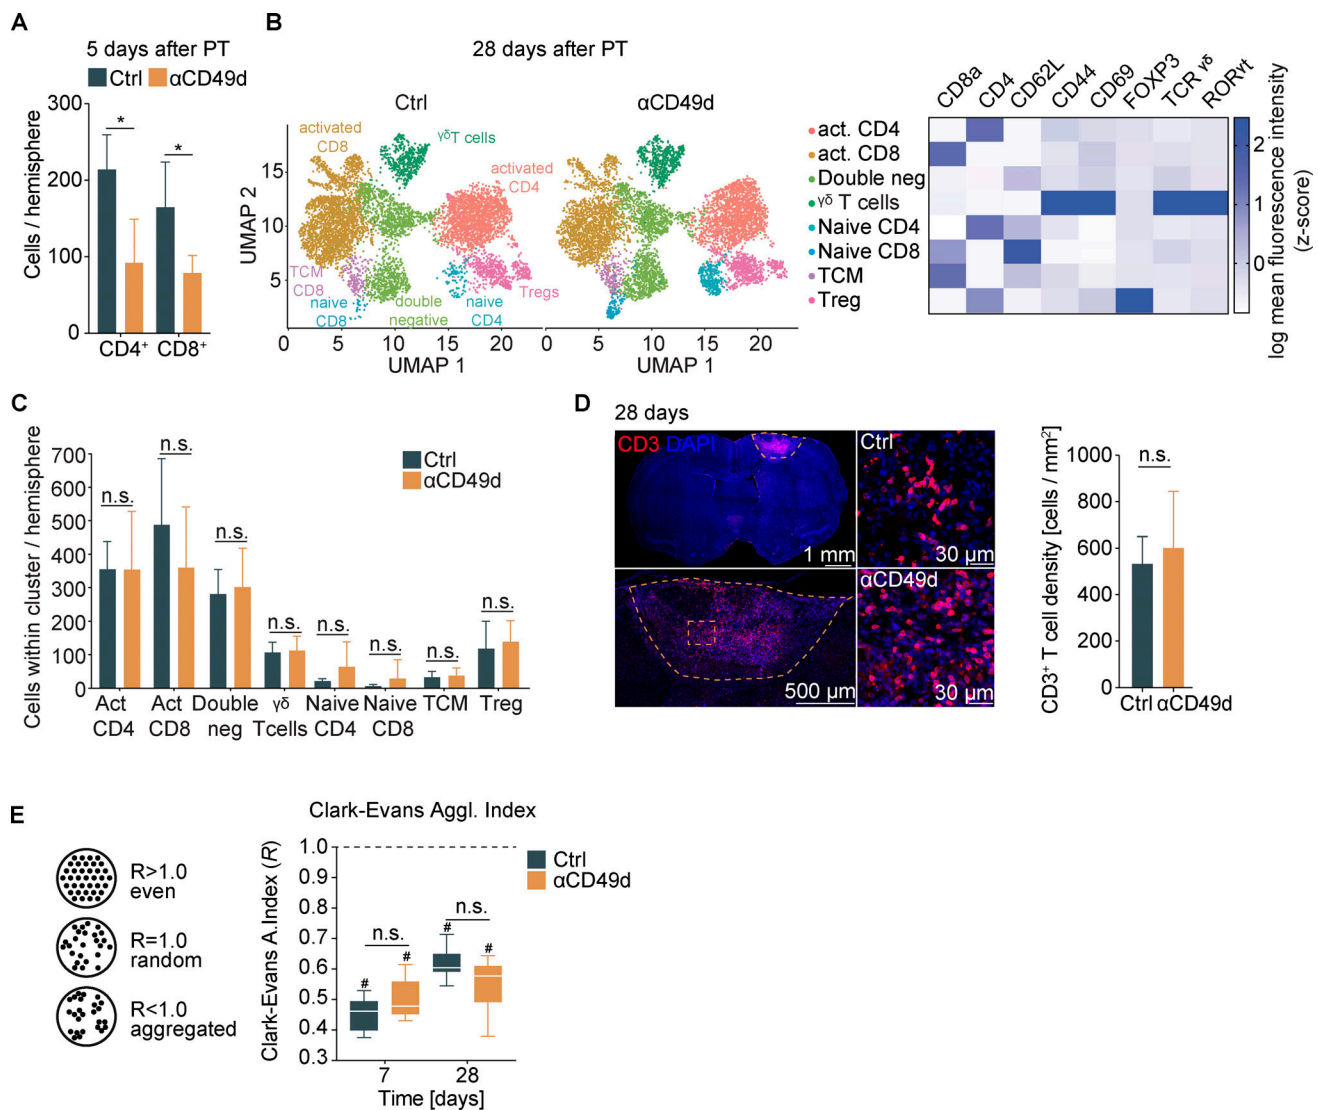 A
5 days after PT
Ctrl αCD49d
Cells / hemisphere
300
200
100
0
*
*
CD4+
CD8+
B
28 days after PT
Ctrl
αCD49d
UMAP 2
15
10
5
activated
CD8
γδT cells
activated
CD4
TCM
CD8
Tregs
naive
CD8
double
negative
naive
CD4
0 5 10 15 20
UMAP 1
0 5 10 15 20
UMAP 1
act. CD4
act. CD8
Double neg
γδ T cells
Naive CD4
Naive CD8
TCM
Treg
CD8a
CD4
CD62L
CD44
CD69
FOXP3
TCR γδ
RORγt
2
1
0
log mean fluorescence intensity
(z-score)
C
Cells within cluster / hemisphere
700
600
500
400
300
200
100
0
n.s.
n.s.
n.s.
n.s.
n.s.
n.s.
n.s.
n.s.
Ctrl
αCD49d
Act
CD4
Act
CD8
Double
neg
γδ
Tcells
Naive
CD4
Naive
CD8
TCM
Treg
D
28 days
CD3 DAPI
1 mm
Ctrl
30 µm
500 µm
αCD49d
30 µm
CD3+ T cell density [cells / mm2]
1000
800
600
400
200
0
n.s.
Ctrl αCD49d
E
R>1.0
even
R=1.0
random
R<1.0
aggregated
Clark-Evans Aggl. Index
Clark-Evans A.Index (R)
1.0
0.9
0.8
0.7
0.6
0.5
0.4
0.3
n.s.
n.s.
#
#
#
#
7
28
Time [days]
Ctrl
αCD49d